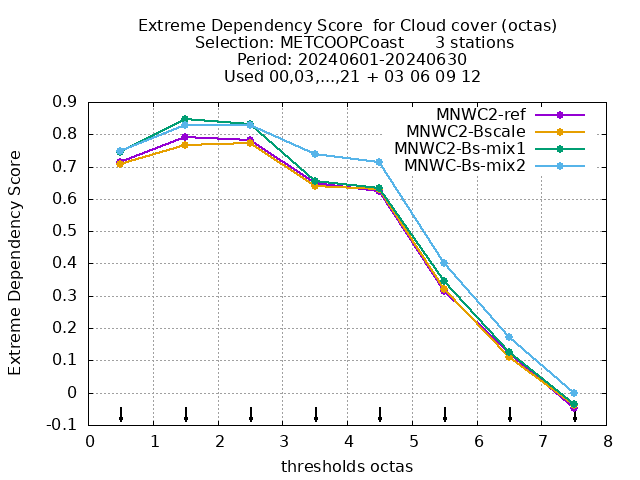 Extreme Dependency Score  for Cloud cover (octas)
Selection: METCOOPCoast      3 stations
Period: 20240601-20240630
Used 00,03,...,21 + 03 06 09 12
MNWC2-ref
MNWC2-Bscale
MNWC2-Bs-mix1
MNWC-Bs-mix2
Extreme Dependency Score
0.9
0.8
0.7
0.6
0.5
0.4
0.3
0.2
0.1
0
-0.1
0 1 2 3 4 5 6 7 8
thresholds octas